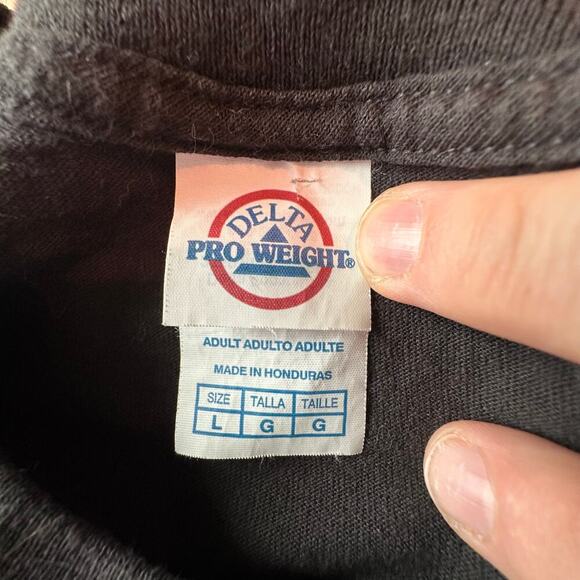 DELTA
PRO WEIGHT®
ADULT ADULTO ADULTE
MADE IN HONDURAS
SIZE TALLA TAILLE
L G G